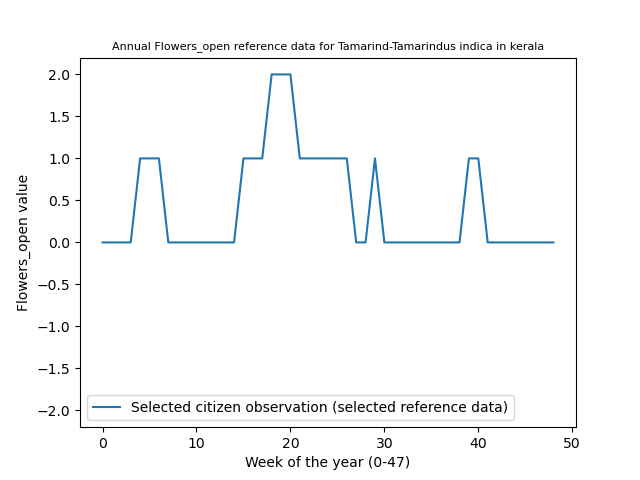 Annual Flowers_open reference data for Tamarind-Tamarindus indica in kerala
Flowers_open value
2.0
1.5
1.0
0.5
0.0
−0.5
−1.0
−1.5
−2.0
Selected citizen observation (selected reference data)
0 10 20 30 40 50
Week of the year (0-47)